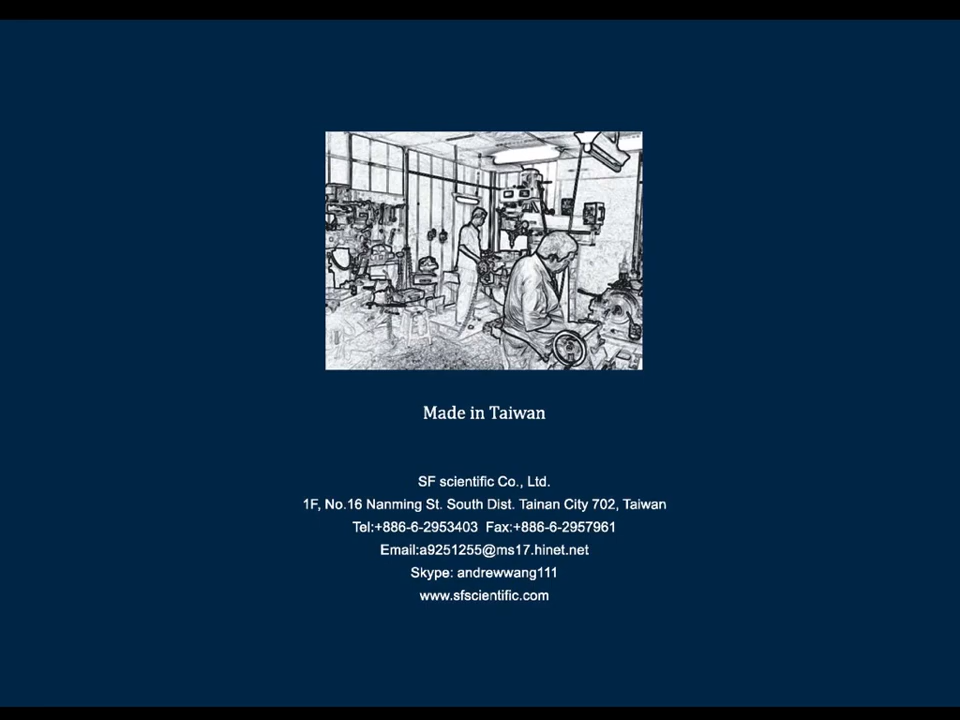 Made in Taiwan
SF scientific Co., Ltd.
1F, No.16 Nanming St. South Dist. Tainan City 702, Taiwan
Tel:+886-6-2953403  Fax:+886-6-2957961
Email:a9251255@ms17.hinet.net
Skype: andrewwang111
www.sfscientific.com